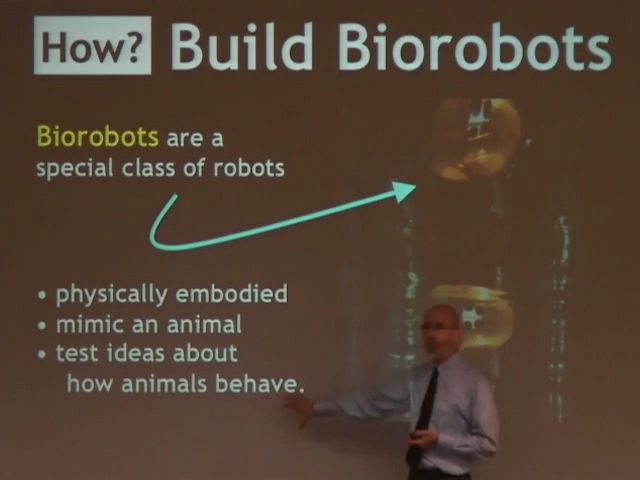 How? Build Biorobots
Biorobots are a
special class of robots
• physically embodied
• mimic an animal
• test ideas about
how animals behave.